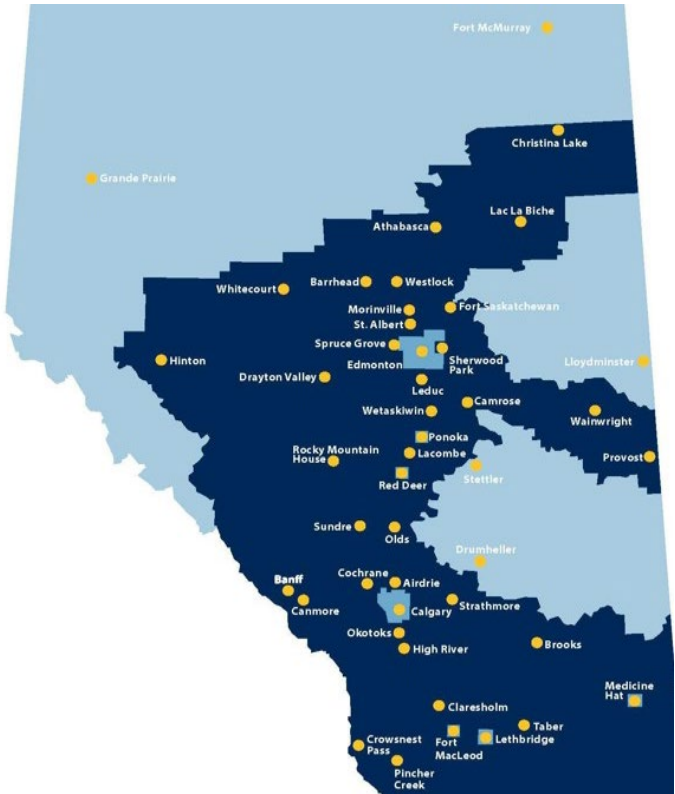 Fort McMurray
Christina Lake
Grande Prairie
Lac La Biche
Athabasca
Whitecourt
Barrhead
Westlock
Morinville
Fort Saskatchewan
St. Albert
Spruce Grove
Edmonton
Sherwood
Park
Hinton
Lloydminster
Drayton Valley
Leduc
Camrose
Wetaskiwin
Wainwright
Ponoka
Rocky Mountain
House
Lacombe
Provost
Red Deer
Stettler
Sundre
Olds
Drumheller
Banff
Cochrane
Airdrie
Canmore
Calgary
Strathmore
Okotoks
High River
Brooks
Medicine
Hat
Claresholm
Taber
Crowsnest
Pass
Fort
MacLeod
Lethbridge
Pincher
Creek